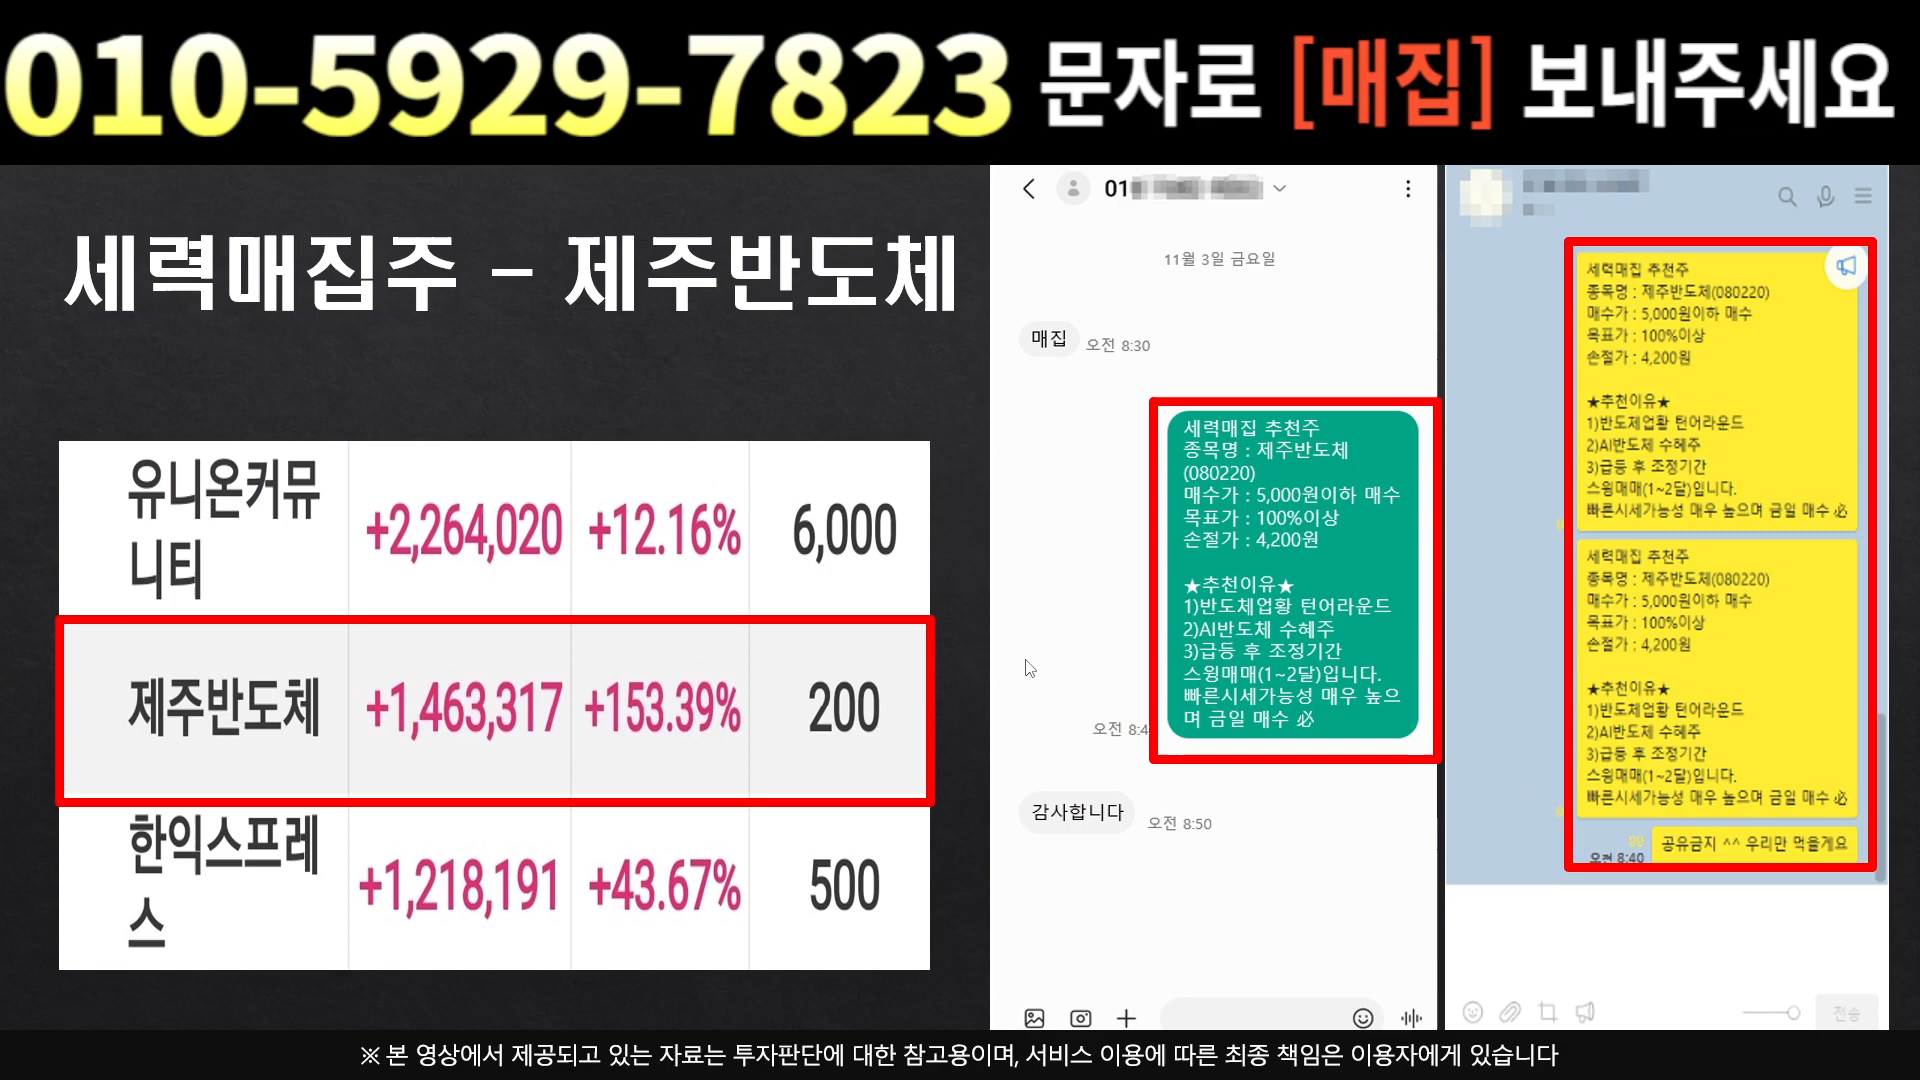 010-5929-7823 문자로 [매집] 보내주세요
세력매집주 - 제주반도체
유니온커뮤
니티
+2,264,020 +12.16% 6,000
제주반도체 +1,463,317 +153.39% 200
한익스프레
스
+1,218,191 +43.67% 500
01
11월 3일 금요일
매집 오전 8:30
세력매집 추천주
종목명 : 제주반도체
(080220)
매수가 : 5,000원이하 매수
목표가 : 100%이상
손절가 : 4,200원
★추천이유★
1)반도체업황 턴어라운드
2)AI반도체 수혜주
3)급등 후 조정기간
스윙매매(1~2달)입니다.
빠른시세가능성 매우 높으
며 금일 매수 必
오전 8:4
감사합니다 오전 8:50
세력매집 추천주
종목명 : 제주반도체(080220)
매수가 : 5,000원이하 매수
목표가 : 100%이상
손절가 : 4,200원
★추천이유★
1)반도체업황 턴어라운드
2)AI반도체 수혜주
3)급등 후 조정기간
스윙매매(1~2달)입니다.
빠른시세가능성 매우 높으며 금일 매수 必
세력매집 추천주
종목명 : 제주반도체(080220)
매수가 : 5,000원이하 매수
목표가 : 100%이상
손절가 : 4,200원
★추천이유★
1)반도체업황 턴어라운드
2)AI반도체 수혜주
3)급등 후 조정기간
스윙매매(1~2달)입니다.
빠른시세가능성 매우 높으며 금일 매수 必
오전 8:40 공유금지 ^^ 우리만 먹을게요
전송
※ 본 영상에서 제공되고 있는 자료는 투자판단에 대한 참고용이며, 서비스 이용에 따른 최종 책임은 이용자에게 있습니다